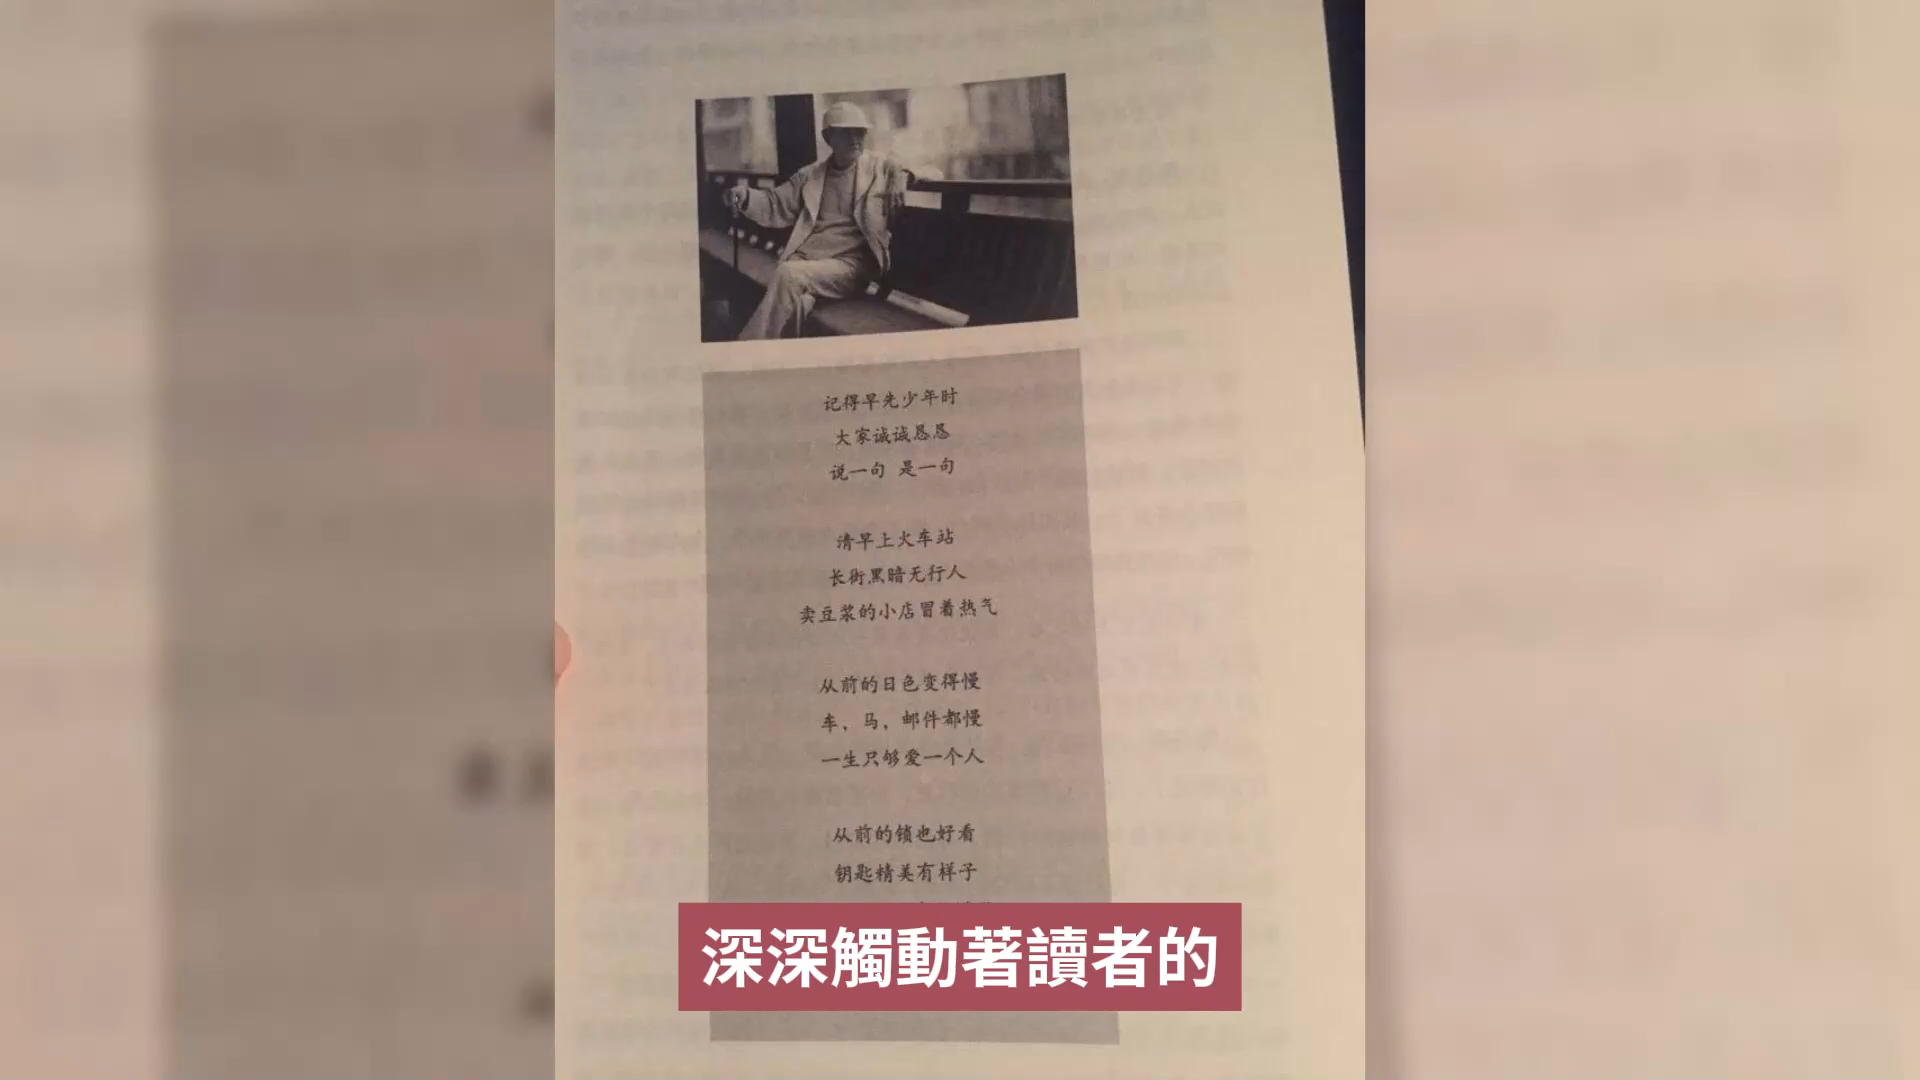 记得早先少年时
大家诚诚恳恳
说一句 是一句
清早上火车站
长街黑暗无行人
卖豆浆的小店冒着热气
从前的日色变得慢
车，马，邮件都慢
一生只够爱一个人
从前的锁也好看
钥匙精美有样子
深深觸動著讀者的